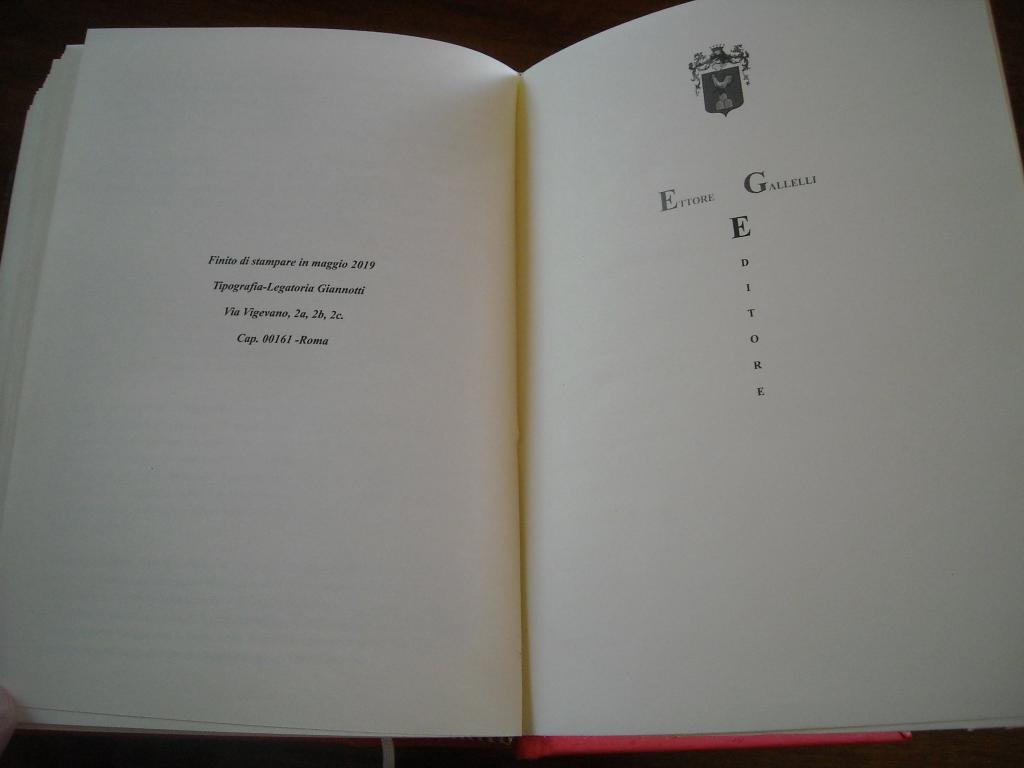 Finito di stampare in maggio 2019
Tipografia-Legatoria Giannotti
Via Vigevano, 2a, 2b, 2c.
Cap. 00161 -Roma
ETTORE GALLELLI
EDITORE